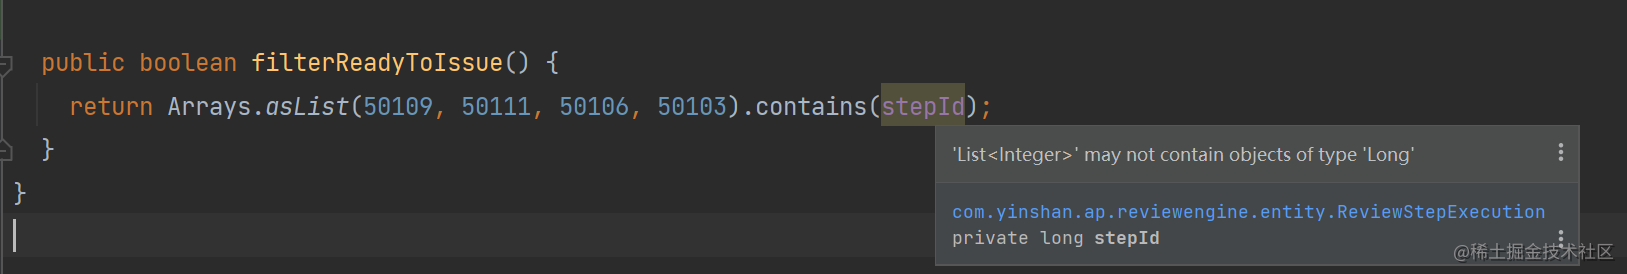 public boolean filterReadyToIssue() {
return Arrays.asList(50109, 50111, 50106, 50103).contains(stepId);
}
}
'List<Integer>' may not contain objects of type 'Long'
com.yinshan.ap.reviewengine.entity.ReviewStepExecution
private long stepId
@稀土掘金技术社区